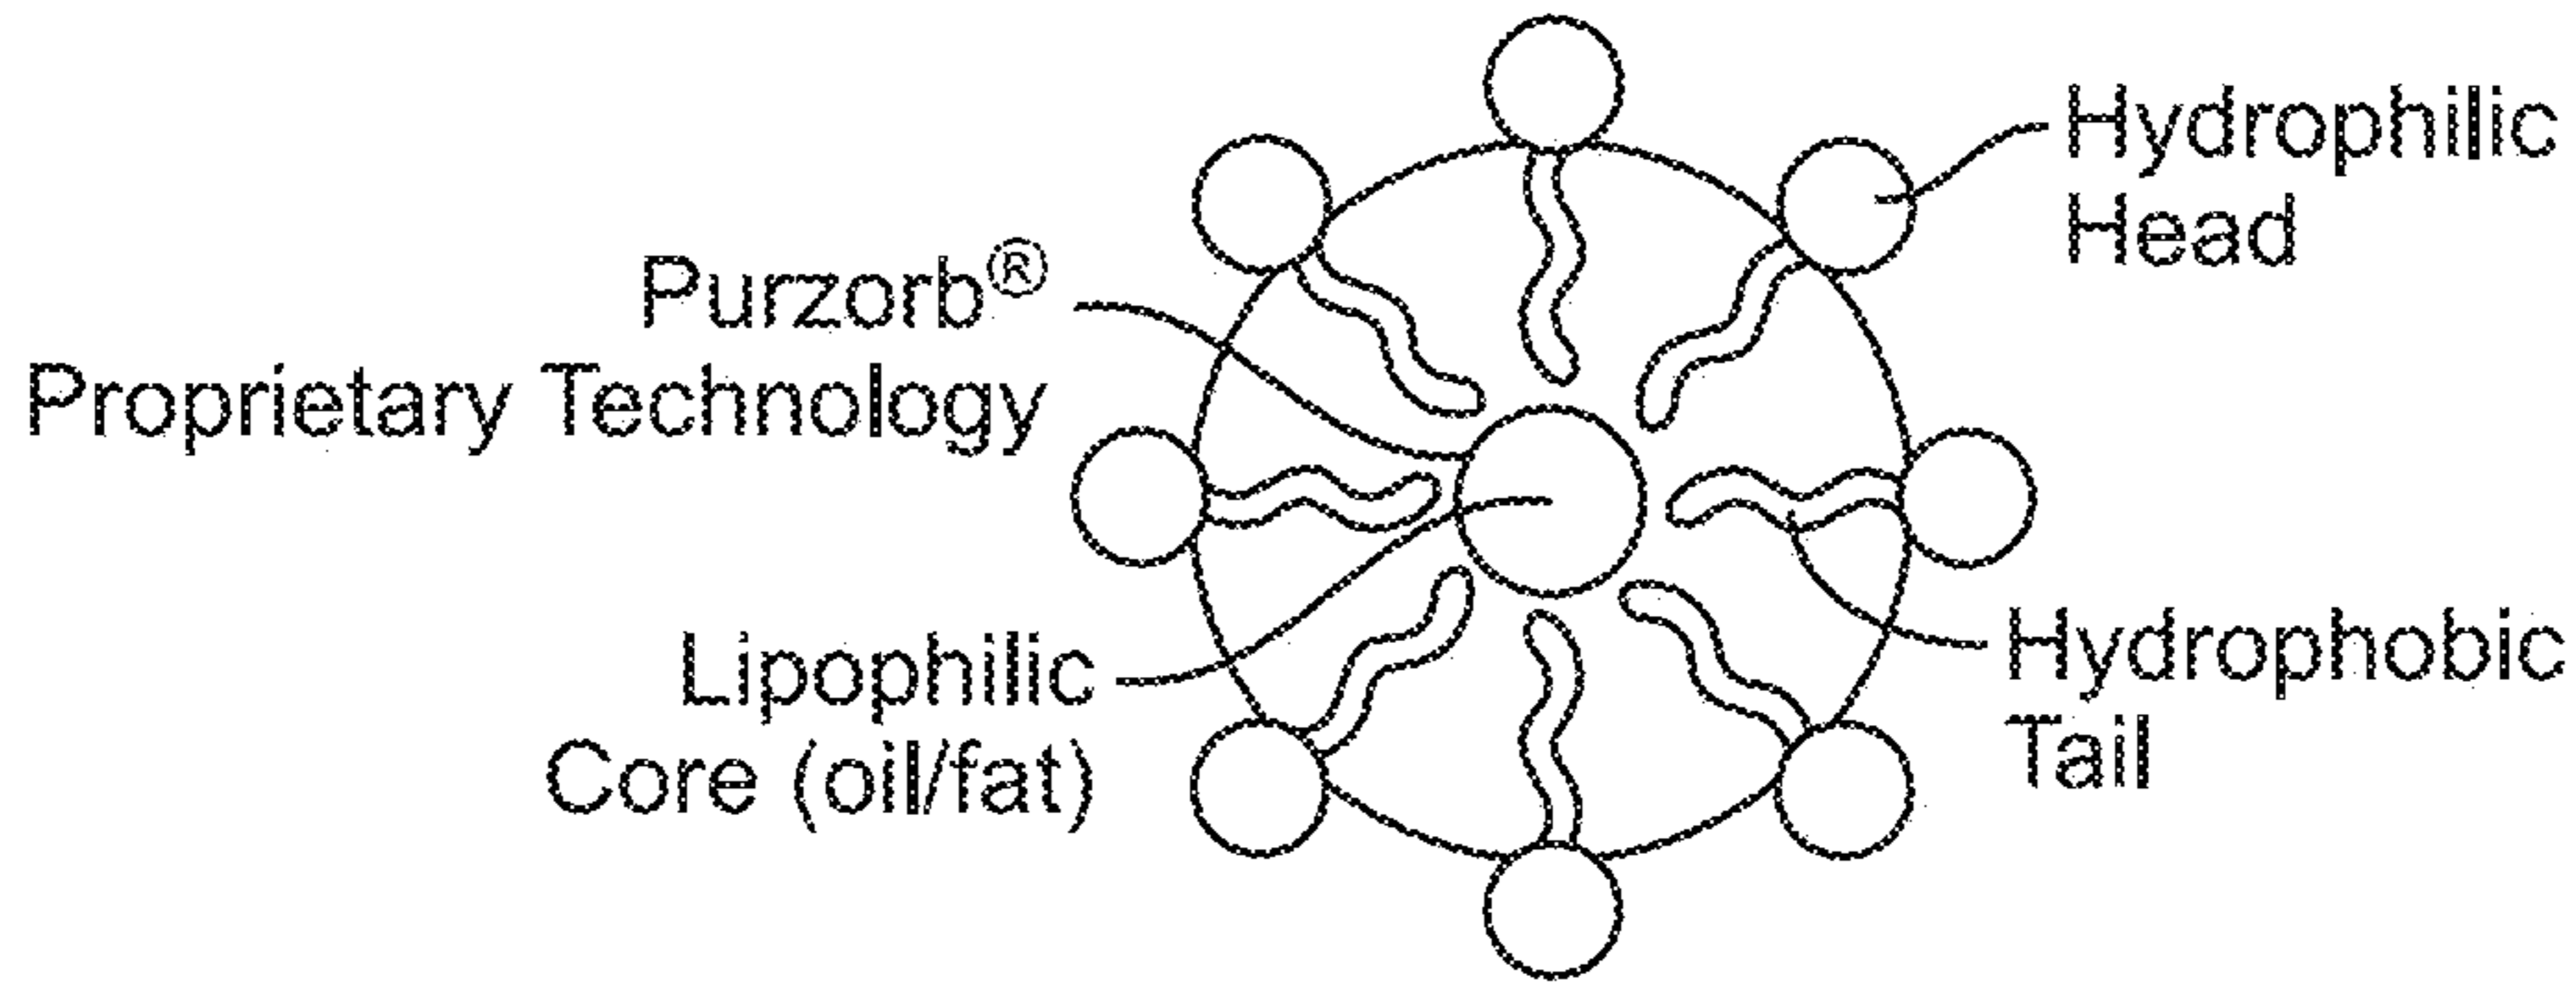 Hydrophilic
Head
Purzorb®
Proprietary Technology
Lipophilic
Core (oil/fat)
Hydrophobic
Tail